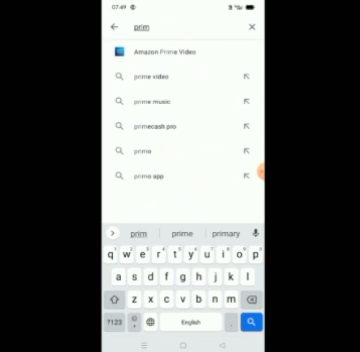 07:49
prim
Amazon Prime Video
prime video
prime music
primecash pro
prime
prime app
prim prime primary
q w e r t y u i o p
a s d f g h j k l
z x c v b n m
?123 , English .